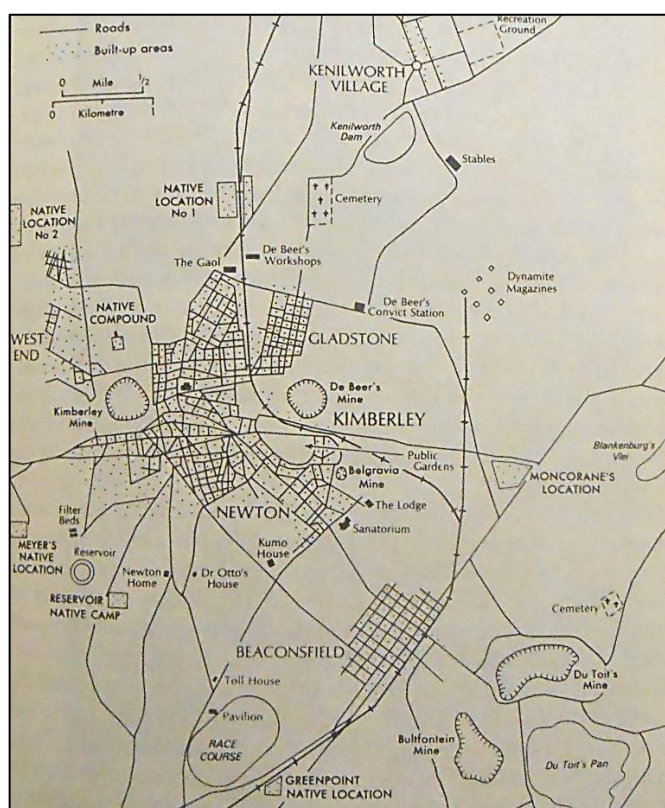 Roads
Built-up areas
0 Mile 1/2
0 Kilometre 1
Recreation
Ground
KENILWORTH
VILLAGE
Kenilworth
Dam
Stables
NATIVE
LOCATION
No 1
Cemetery
NATIVE
LOCATION
No 2
De Beer's
Workshops
The Gaol
Dynamite
Magazines
De Beer's
Convict Station
NATIVE
COMPOUND
WEST
END
GLADSTONE
De Beer's
Mine
Kimberley
Mine
KIMBERLEY
Blankenburg's
Vlei
Public
Gardens
MONCORANE'S
LOCATION
Belgravia
Mine
The Lodge
NEWTON
Sanatorium
Filter
Beds
Kumo
House
MEYER'S
NATIVE
LOCATION
Reservoir
Newton
Home
Dr Otto's
House
RESERVOIR
NATIVE CAMP
Cemetery
BEACONSFIELD
Toll House
Du Toit's
Mine
Pavilion
RACE
COURSE
Bultfontein
Mine
Du Toit's Pan
GREENPOINT
NATIVE LOCATION